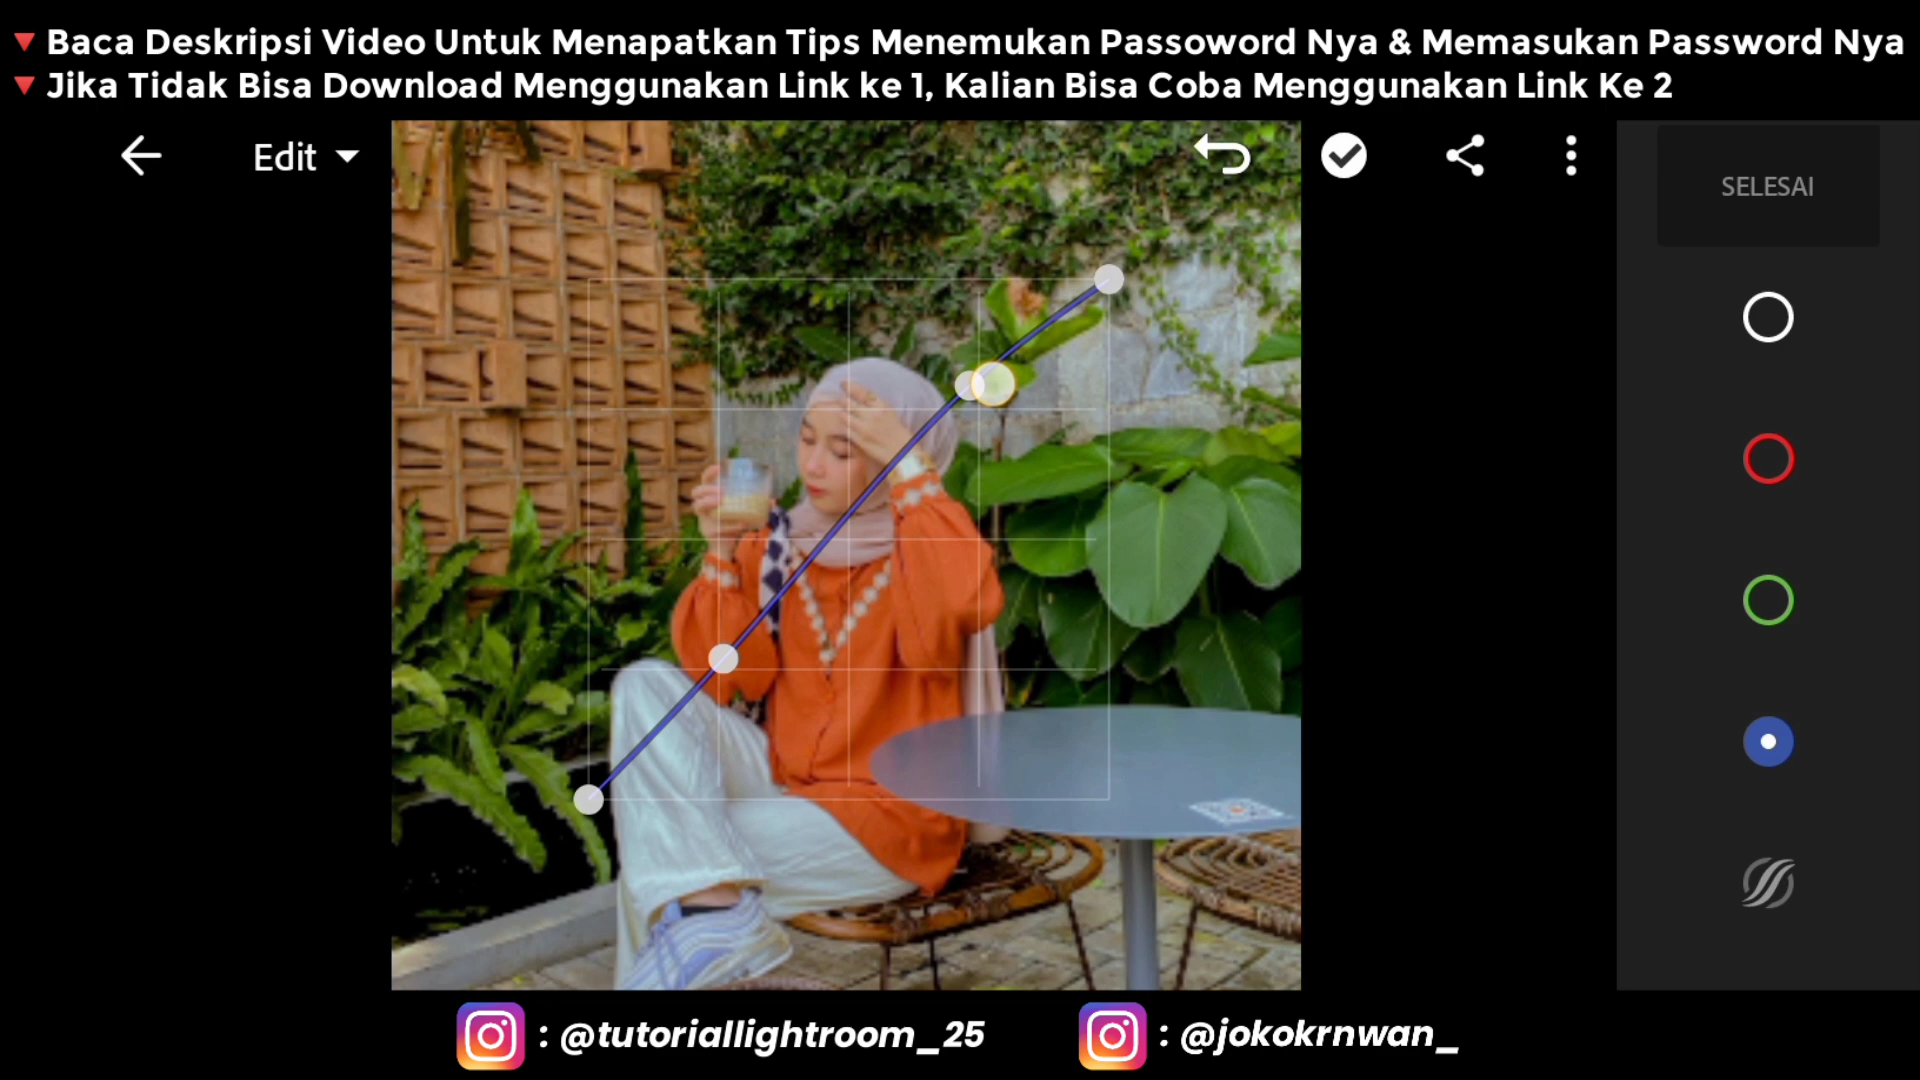 Baca Deskripsi Video Untuk Menapatkan Tips Menemukan Passoword Nya & Memasukan Password Nya
Jika Tidak Bisa Download Menggunakan Link ke 1, Kalian Bisa Coba Menggunakan Link Ke 2
Edit
SELESAI
: @tutoriallightroom_25
: @jokokrnwan_